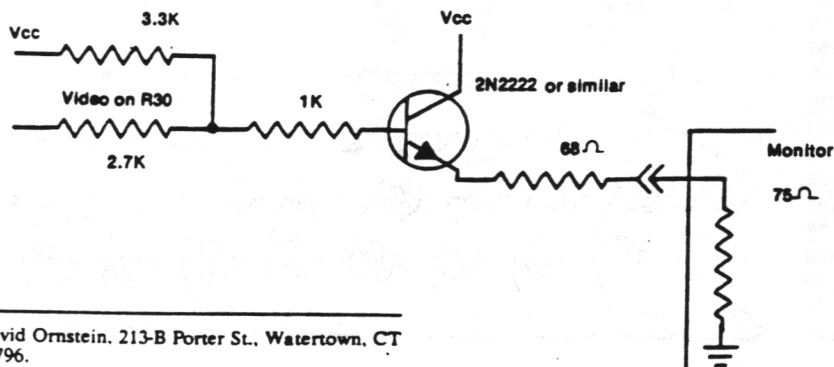 3.3K
Vcc
Vcc
Video on R30
1K
2N2222 or similar
2.7K
68Ω
Monitor
75Ω
vid Ornstein, 213-B Porter St., Watertown, CT
796.